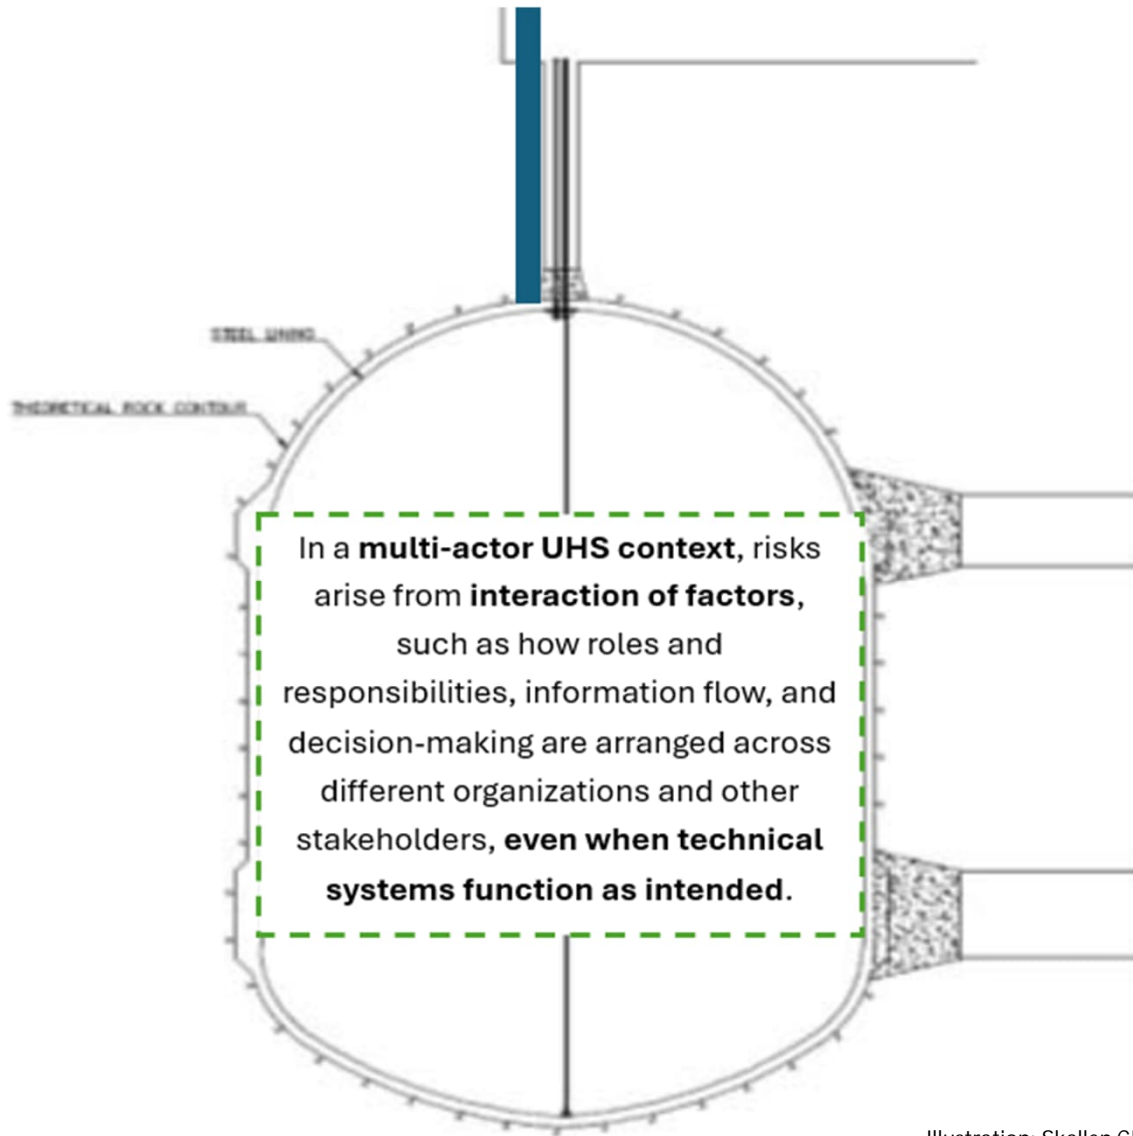 STEEL LINING
THEORETICAL ROCK CONTOUR
In a multi-actor UHS context, risks
arise from interaction of factors,
such as how roles and
responsibilities, information flow, and
decision-making are arranged across
different organizations and other
stakeholders, even when technical
systems function as intended.
Illustration: Skallen